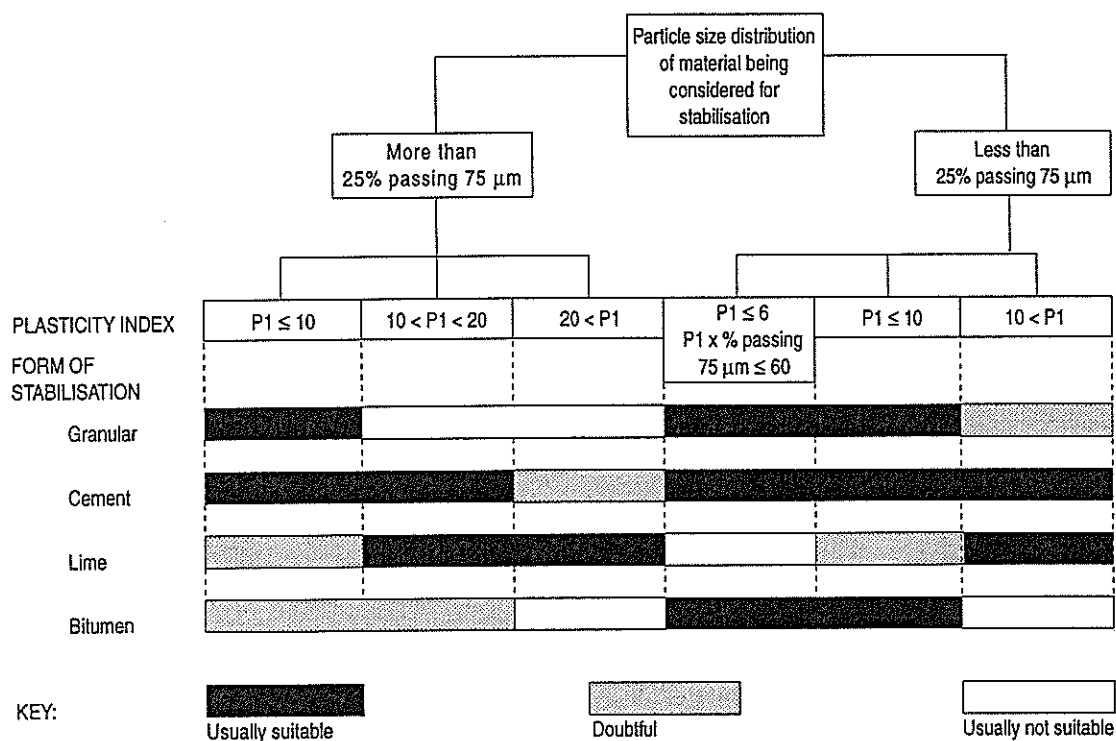 Particle size distribution
of material being
considered for
stabilisation
More than
25% passing 75 μm
Less than
25% passing 75 μm
PLASTICITY INDEX
P1 ≤ 10
10 < P1 < 20
20 < P1
P1 ≤ 6
P1 x % passing
75 μm ≤ 60
P1 ≤ 10
10 < P1
FORM OF
STABILISATION
Granular
Cement
Lime
Bitumen
KEY:
Usually suitable
Doubtful
Usually not suitable